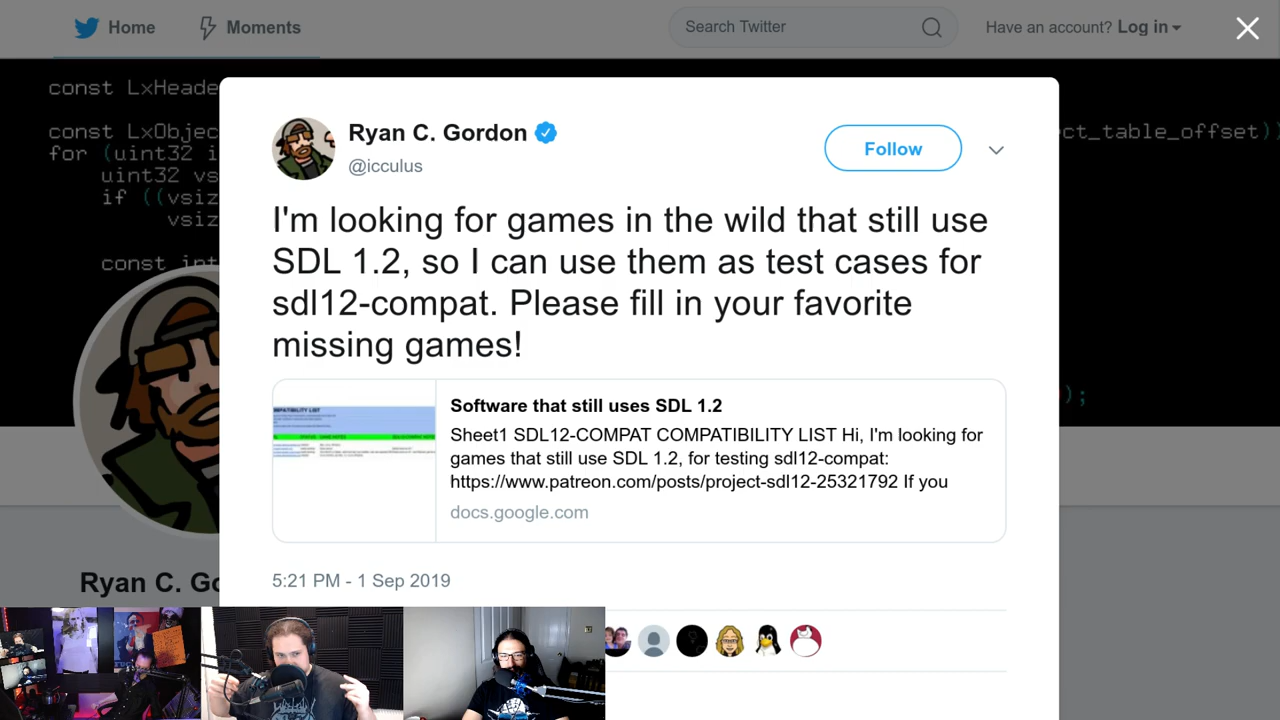 Home
Moments
Search Twitter
Have an account? Log in
const LxHeade
const LxObjec
ect_table_offset)
for (uint32 i
uint32 vs
if ((vsiz
vsiz
const int
);
Ryan C. Gordon
@icculus
Follow
I'm looking for games in the wild that still use
SDL 1.2, so I can use them as test cases for
sdl12-compat. Please fill in your favorite
missing games!
Software that still uses SDL 1.2
Sheet1 SDL12-COMPAT COMPATIBILITY LIST Hi, I'm looking for
games that still use SDL 1.2, for testing sdl12-compat:
https://www.patreon.com/posts/project-sdl12-25321792 If you
docs.google.com
5:21 PM - 1 Sep 2019
Ryan C. Go